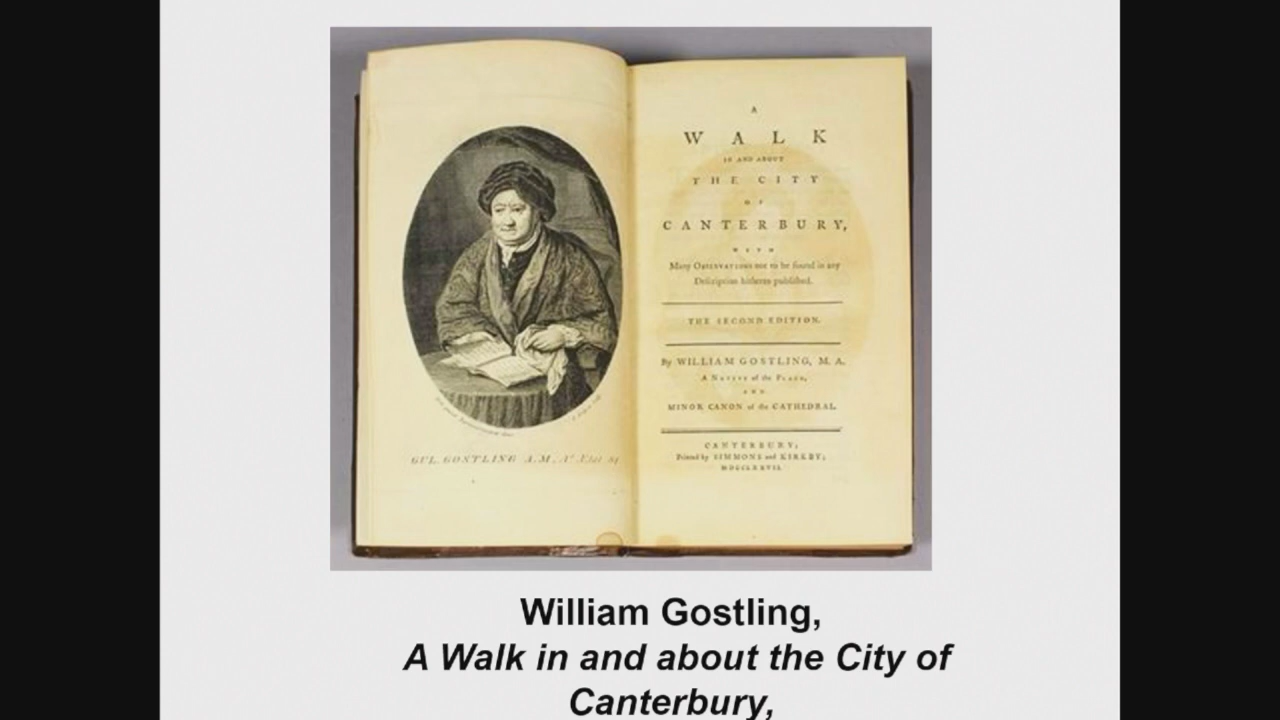 A
WALK
IN AND ABOUT
THE CITY
OF
CANTERBURY,
WITH
Many OBSERVATIONS not to be found in any
Description hitherto published.
THE SECOND EDITION.
By WILLIAM GOSTLING, M. A.
A NATIVE of the PLACE,
AND
MINOR CANON of the CATHEDRAL.
CANTERBURY;
Printed by SIMMONS and KIRKBY;
MDCCLXXVII.
GUL. GOSTLING A.M.
William Gostling,
A Walk in and about the City of
Canterbury,